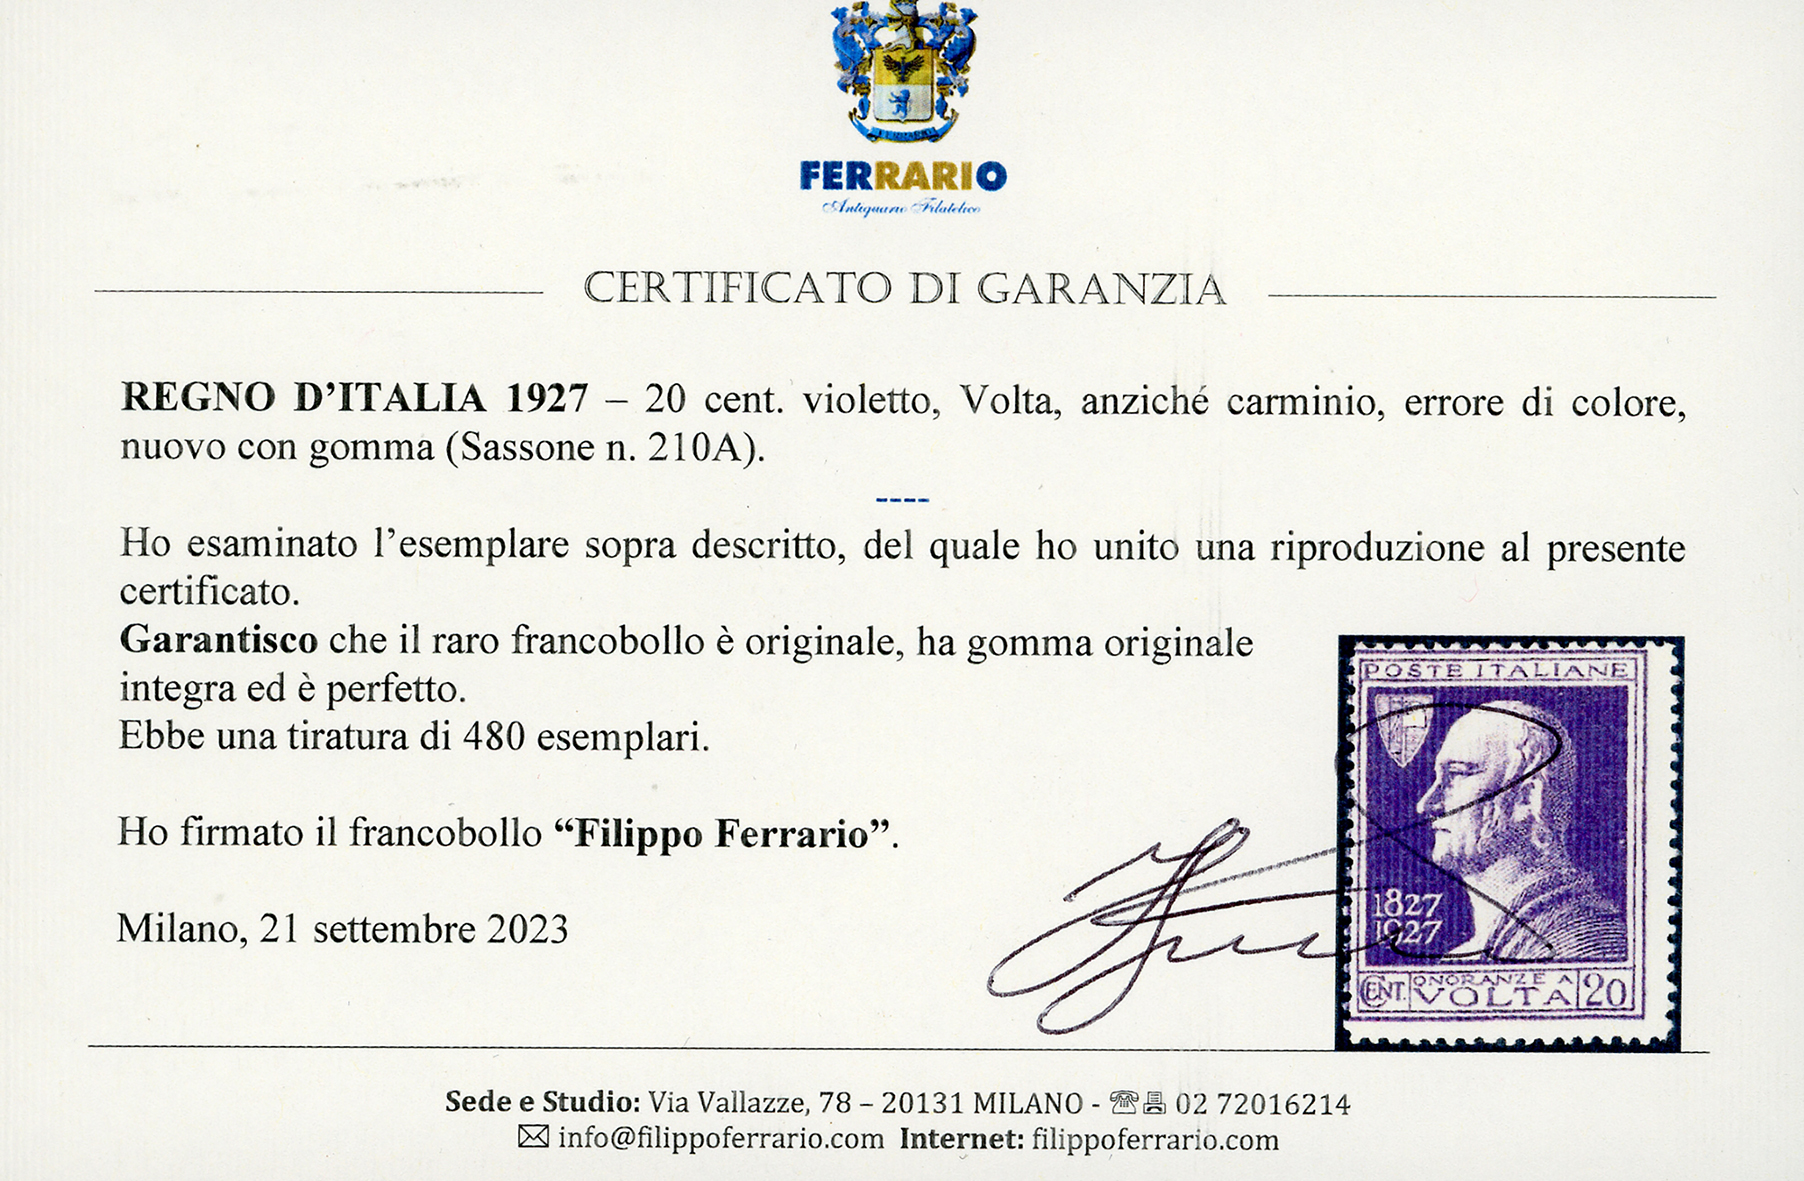 FERRARIO
FERRARIO
Antiquario Filatelico
CERTIFICATO DI GARANZIA
REGNO D’ITALIA 1927 – 20 cent. violetto, Volta, anziché carminio, errore di colore,
nuovo con gomma (Sassone n. 210A).
----
Ho esaminato l’esemplare sopra descritto, del quale ho unito una riproduzione al presente
certificato.
Garantisco che il raro francobollo è originale, ha gomma originale
integra ed è perfetto.
Ebbe una tiratura di 480 esemplari.
Ho firmato il francobollo “Filippo Ferrario”.
Milano, 21 settembre 2023
POSTE ITALIANE
1827
1927
CENT. ONORANZE A VOLTA 20
Sede e Studio: Via Vallazze, 78 – 20131 MILANO - 02 72016214
info@filippoferrario.com Internet: filippoferrario.com